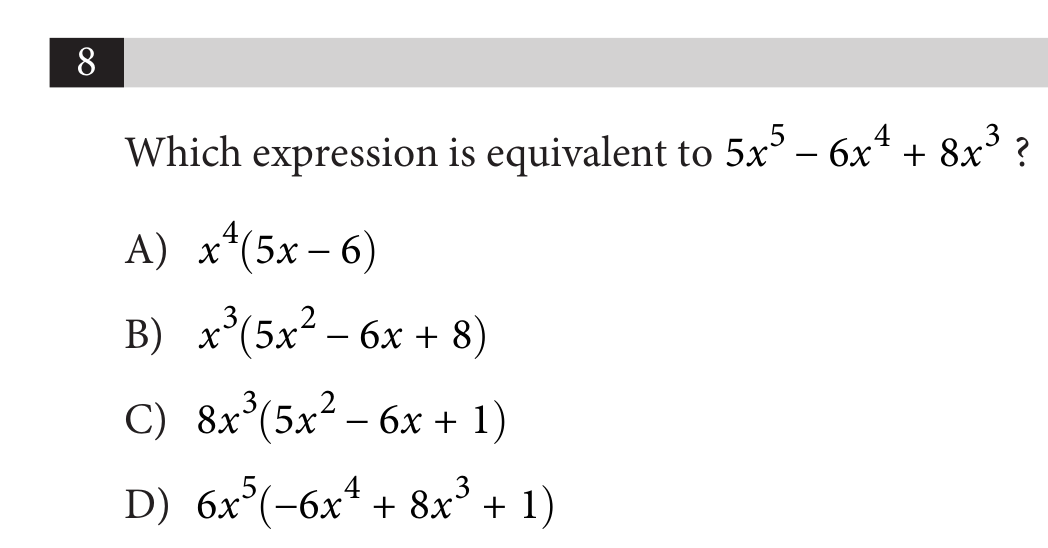 8
Which expression is equivalent to 5x⁵ – 6x⁴ + 8x³ ?
A) x⁴(5x – 6)
B) x³(5x² – 6x + 8)
C) 8x³(5x² – 6x + 1)
D) 6x⁵(–6x⁴ + 8x³ + 1)